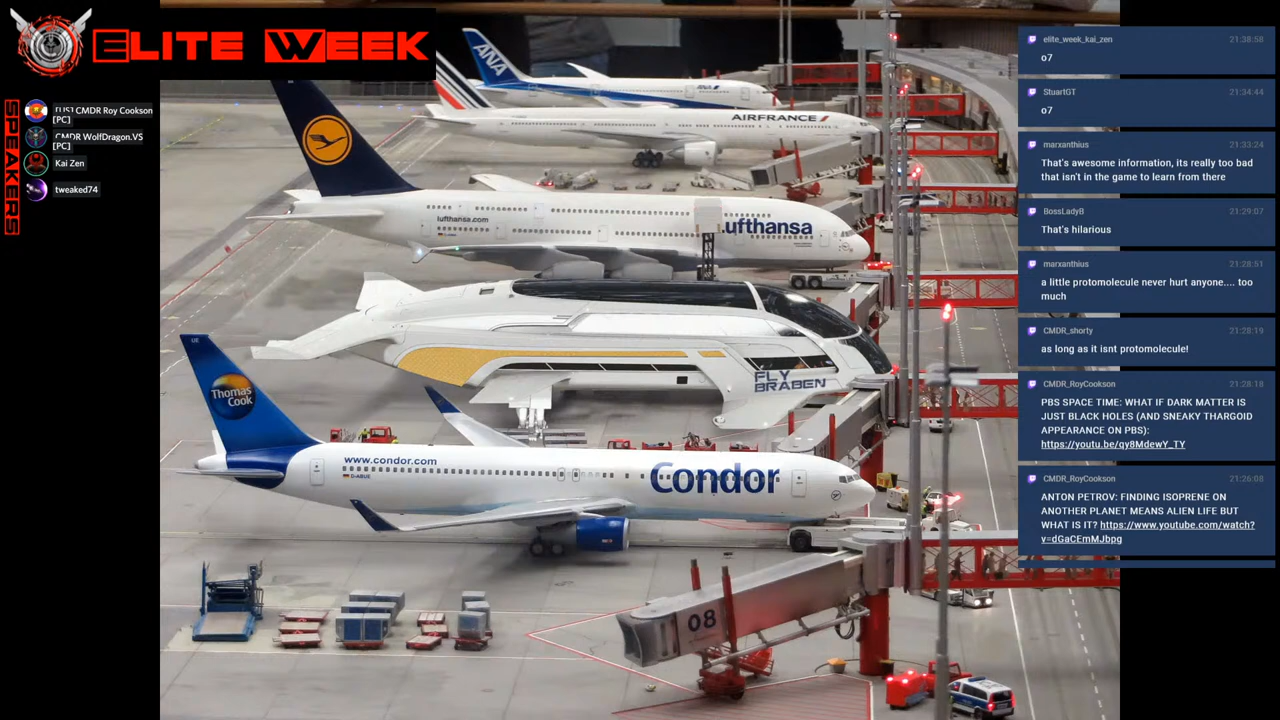 ELITE WEEK
SPEAKERS
[US] CMDR Roy Cookson
[PC]
CMDR WolfDragon.VS
[PC]
Kai Zen
tweaked74
ANA
ANA
AIRFRANCE
lufthansa.com
ufthansa
FLY
BRABEN
UE
Thomas
Cook
www.condor.com
D-ABUE
Condor
08
elite_week_kai_zen 21:38:58
o7
StuartGT 21:34:44
o7
marxanthius 21:33:24
That's awesome information, its really too bad
that isn't in the game to learn from there
BossLadyB 21:29:07
That's hilarious
marxanthius 21:28:51
a little protomolecule never hurt anyone.... too
much
CMDR_shorty 21:28:19
as long as it isnt protomolecule!
CMDR_RoyCookson 21:28:18
PBS SPACE TIME: WHAT IF DARK MATTER IS
JUST BLACK HOLES (AND SNEAKY THARGOID
APPEARANCE ON PBS):
https://youtu.be/qy8MdewY_TY
CMDR_RoyCookson 21:26:08
ANTON PETROV: FINDING ISOPRENE ON
ANOTHER PLANET MEANS ALIEN LIFE BUT
WHAT IS IT? https://www.youtube.com/watch?
v=dGaCEmMJbpg